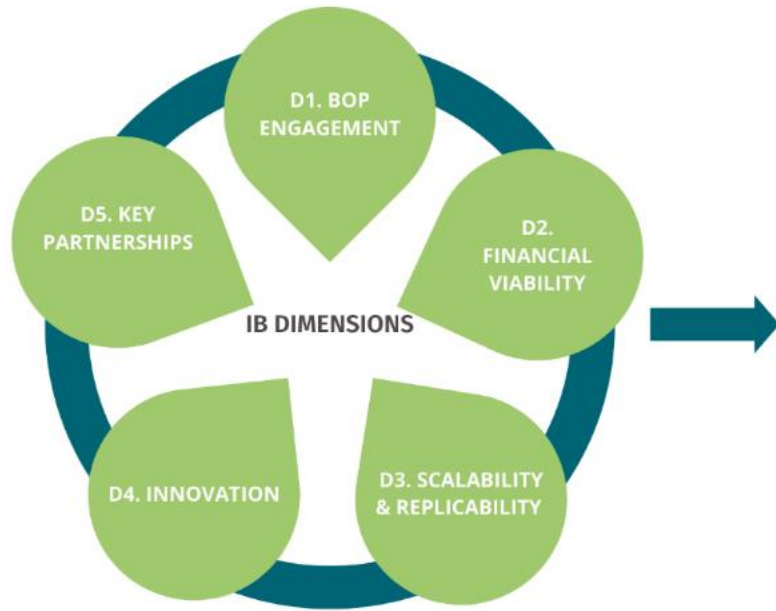 D1. BOP
ENGAGEMENT
D2.
FINANCIAL
VIABILITY
D3. SCALABILITY
& REPLICABILITY
D4. INNOVATION
D5. KEY
PARTNERSHIPS
IB DIMENSIONS